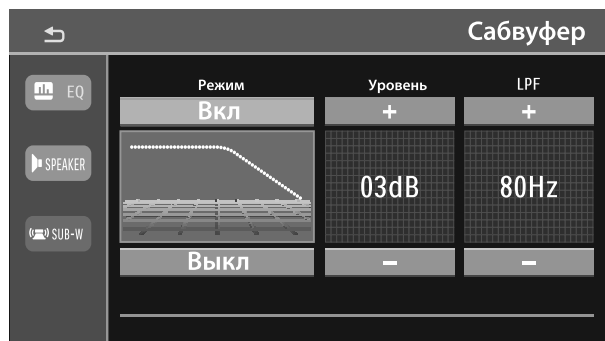 Сабвуфер
EQ
SPEAKER
SUB-W
Режим
Вкл
Выкл
Уровень
+
03dB
−
LPF
+
80Hz
−